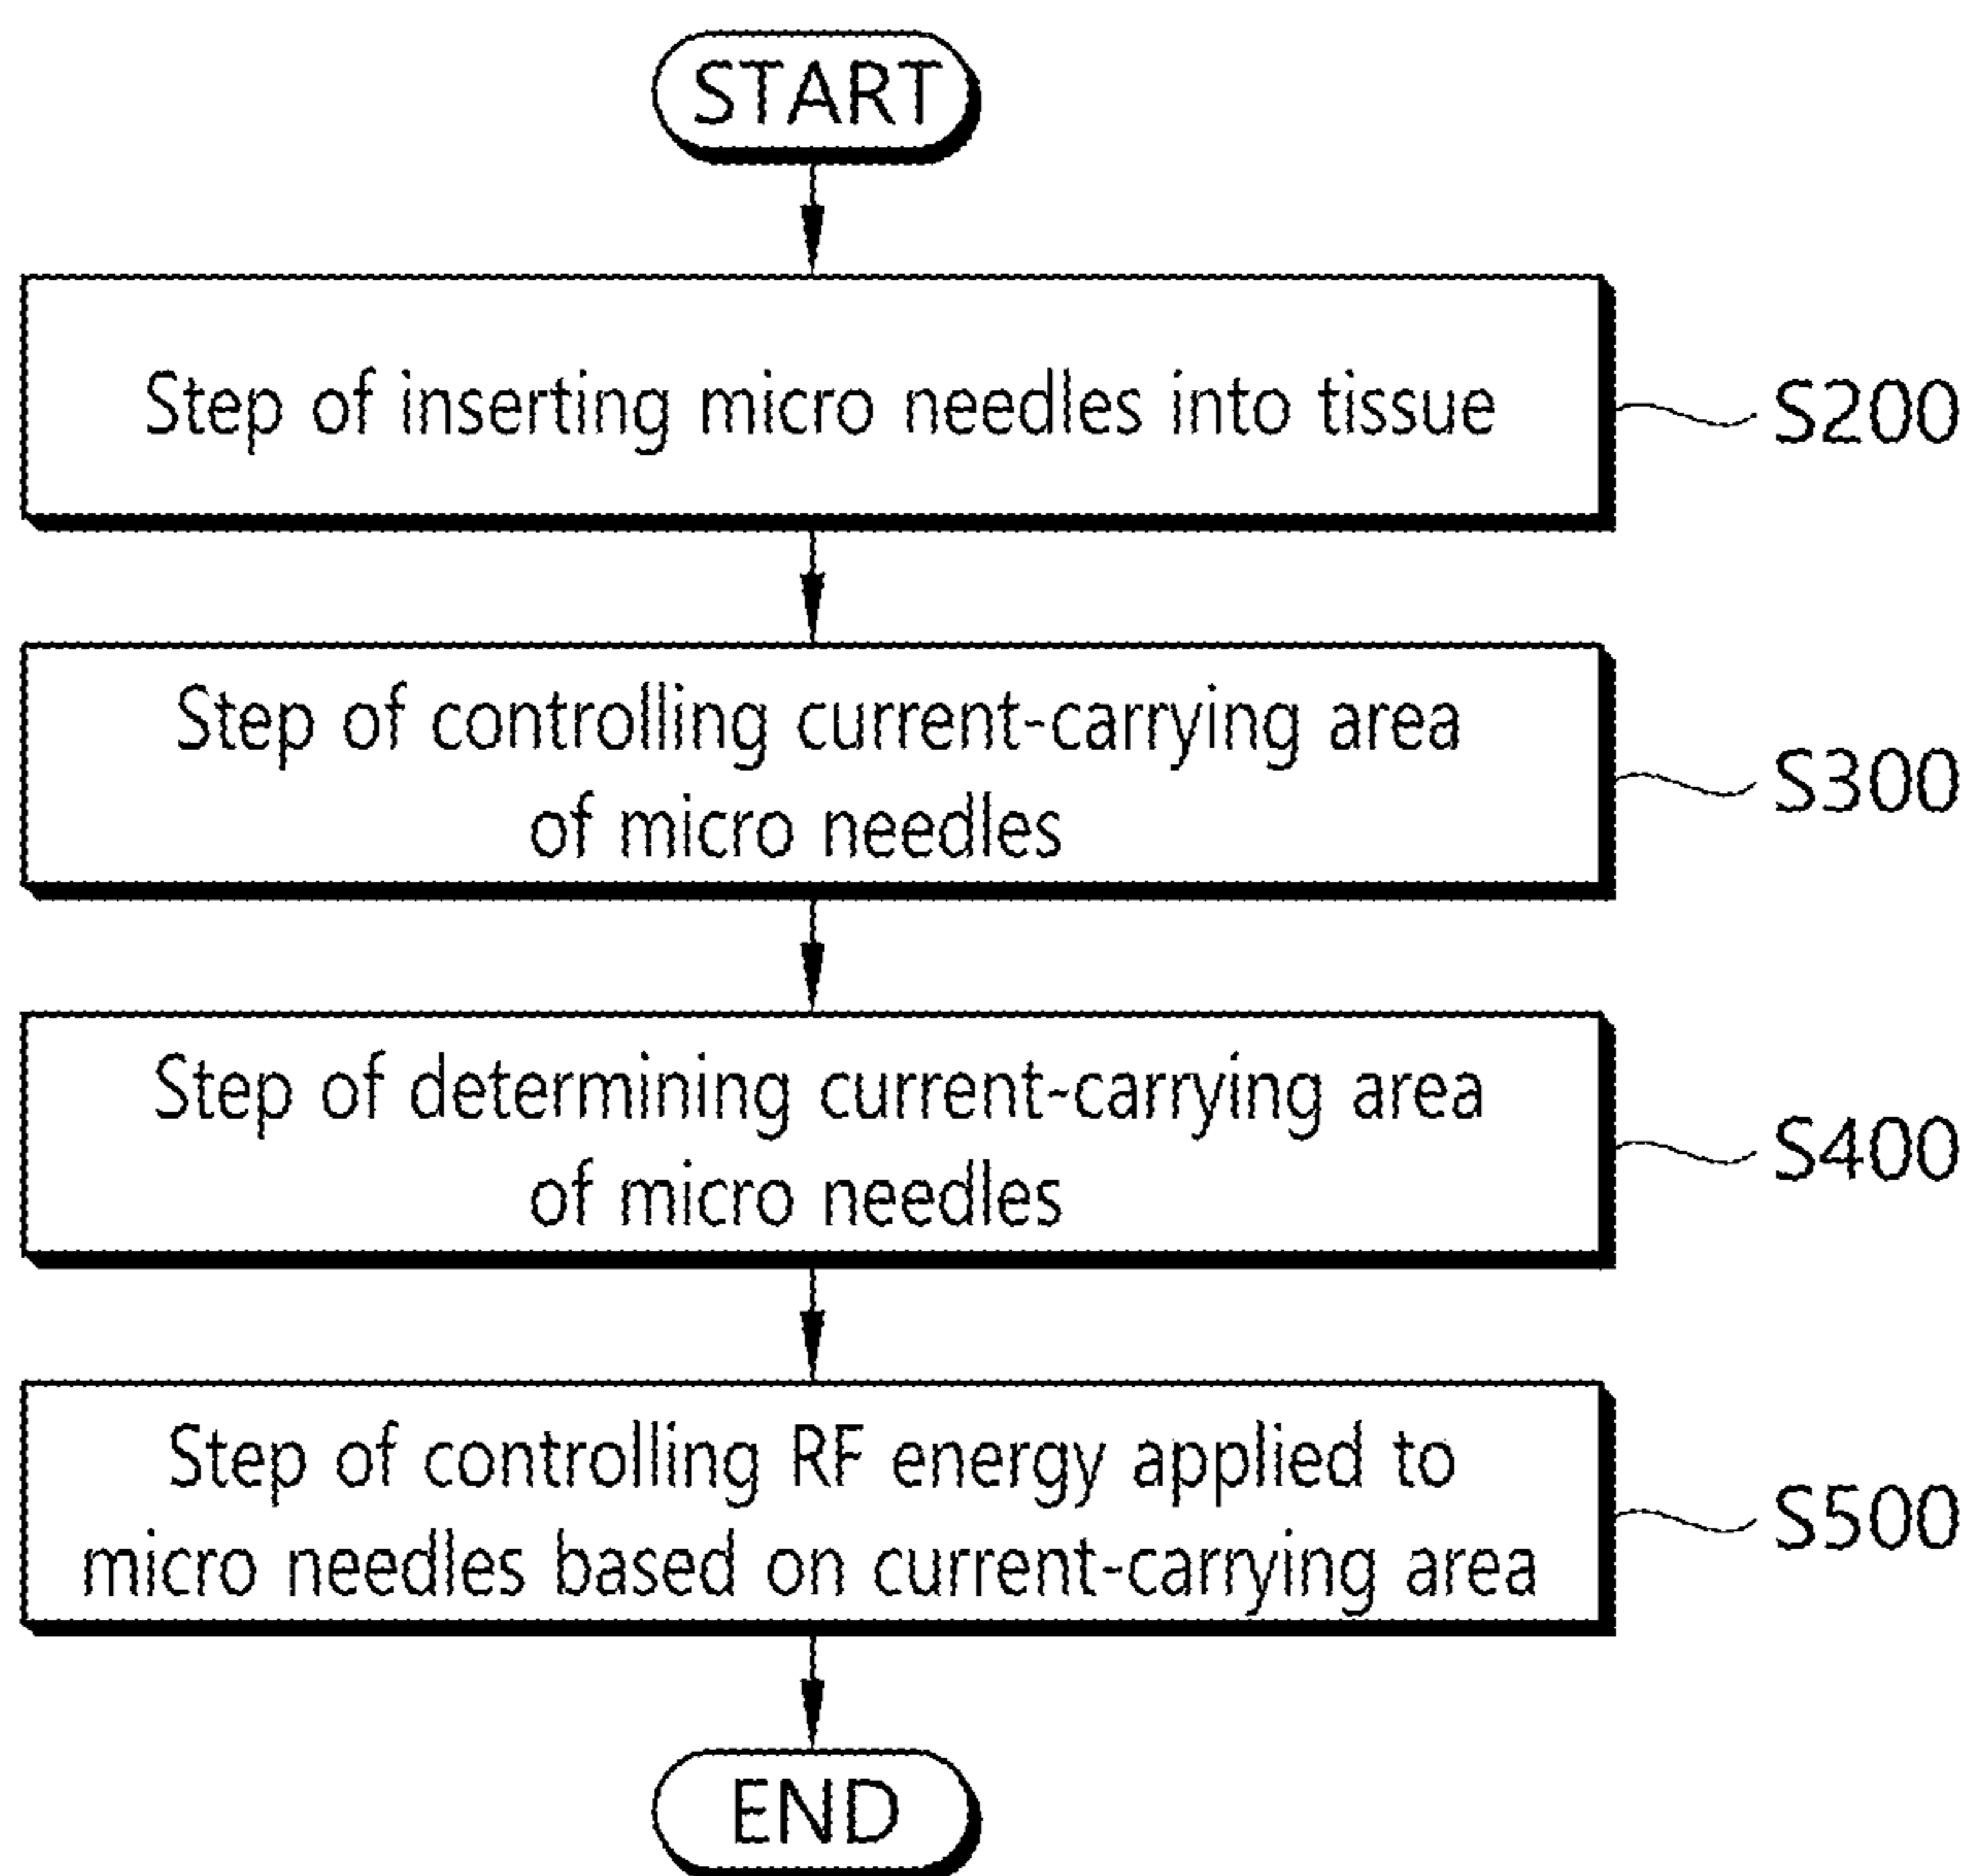 START
Step of inserting micro needles into tissue
S200
Step of controlling current-carrying area
of micro needles
S300
Step of determining current-carrying area
of micro needles
S400
Step of controlling RF energy applied to
micro needles based on current-carrying area
S500
END